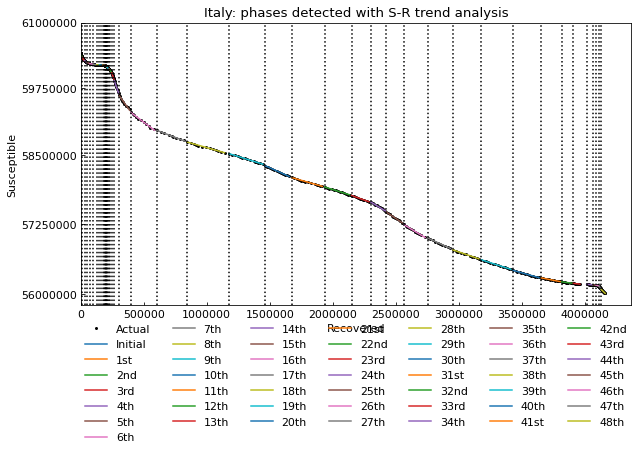 Italy: phases detected with S-R trend analysis
61000000
59750000
58500000
57250000
56000000
Susceptible
0 500000 1000000 1500000 2000000 2500000 3000000 3500000 4000000
Recovered
Actual
Initial
1st
2nd
3rd
4th
5th
6th
7th
8th
9th
10th
11th
12th
13th
14th
15th
16th
17th
18th
19th
20th
21st
22nd
23rd
24th
25th
26th
27th
28th
29th
30th
31st
32nd
33rd
34th
35th
36th
37th
38th
39th
40th
41st
42nd
43rd
44th
45th
46th
47th
48th